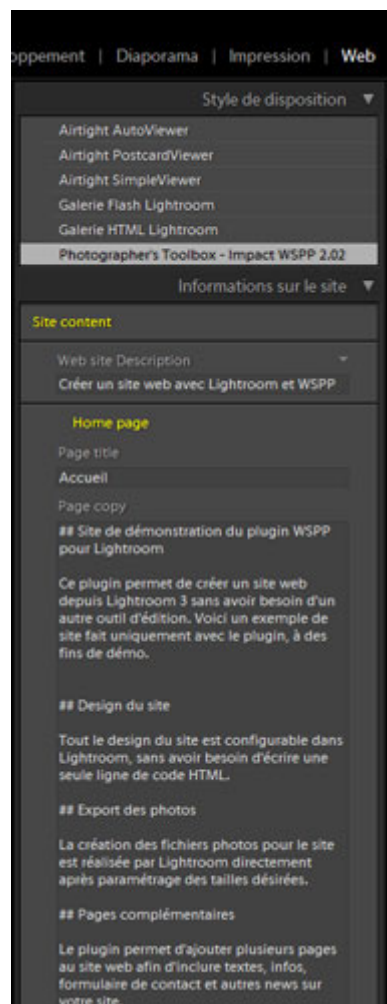 oppement | Diaporama | Impression | Web
Style de disposition
Airtight AutoViewer
Airtight PostcardViewer
Airtight SimpleViewer
Galerie Flash Lightroom
Galerie HTML Lightroom
Photographer's Toolbox - Impact WSPP 2.02
Informations sur le site
Site content
Web site Description
Créer un site web avec Lightroom et WSPP
Home page
Page title
Accueil
Page copy
## Site de démonstration du plugin WSPP
pour Lightroom
Ce plugin permet de créer un site web
depuis Lightroom 3 sans avoir besoin d'un
autre outil d'édition. Voici un exemple de
site fait uniquement avec le plugin, à des
fins de démo.
## Design du site
Tout le design du site est configurable dans
Lightroom, sans avoir besoin d'écrire une
seule ligne de code HTML.
## Export des photos
La création des fichiers photos pour le site
est réalisée par Lightroom directement
après paramétrage des tailles désirées.
## Pages complémentaires
Le plugin permet d'ajouter plusieurs pages
au site web afin d'inclure textes, infos,
formulaire de contact et autres news sur
votre site